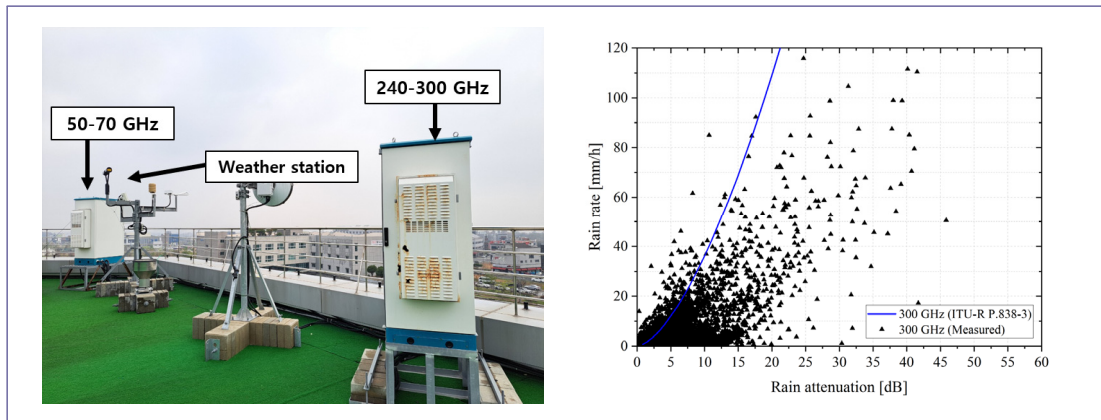 50-70 GHz
Weather station
240-300 GHz
Rain rate [mm/h]
120
100
80
60
40
20
0
300 GHz (ITU-R P.838-3)
300 GHz (Measured)
0 5 10 15 20 25 30 35 40 45 50 55 60
Rain attenuation [dB]